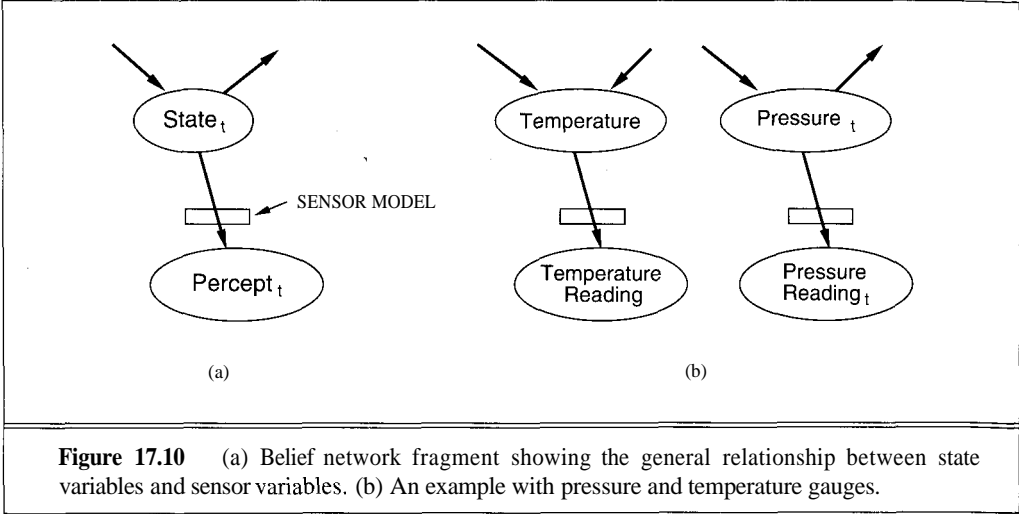 State t
SENSOR MODEL
Percept t
(a)
Temperature
Pressure t
Temperature
Reading
Pressure
Reading t
(b)
Figure 17.10 (a) Belief network fragment showing the general relationship between state
variables and sensor variables. (b) An example with pressure and temperature gauges.